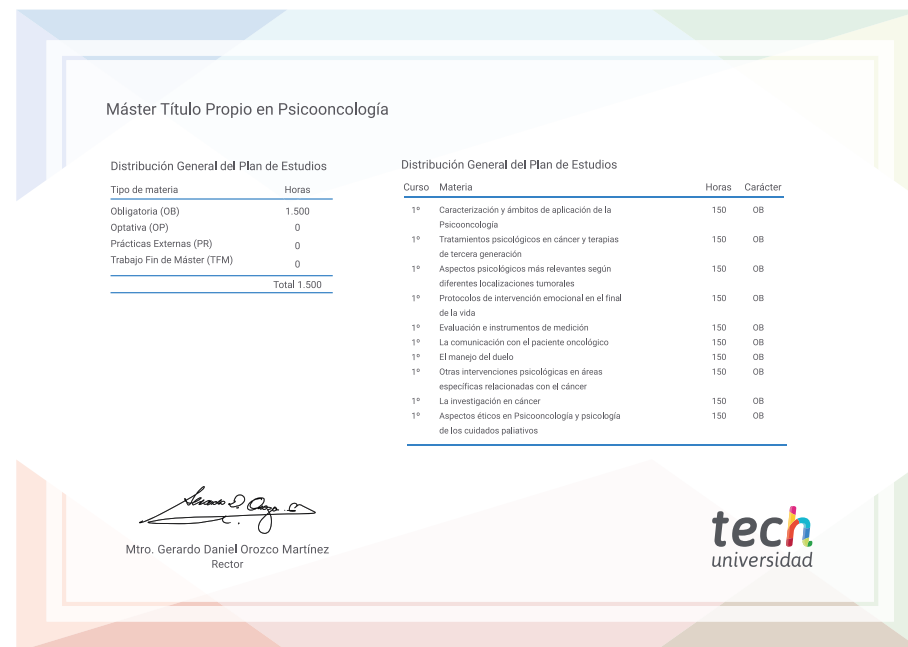 Máster Título Propio en Psicooncología
Distribución General del Plan de Estudios
Tipo de materia Horas
Obligatoria (OB) 1.500
Optativa (OP) 0
Prácticas Externas (PR) 0
Trabajo Fin de Máster (TFM) 0
Total 1.500
Distribución General del Plan de Estudios
Curso Materia Horas Carácter
1º Caracterización y ámbitos de aplicación de la 150 OB
Psicooncología
1º Tratamientos psicológicos en cáncer y terapias 150 OB
de tercera generación
1º Aspectos psicológicos más relevantes según 150 OB
diferentes localizaciones tumorales
1º Protocolos de intervención emocional en el final 150 OB
de la vida
1º Evaluación e instrumentos de medición 150 OB
1º La comunicación con el paciente oncológico 150 OB
1º El manejo del duelo 150 OB
1º Otras intervenciones psicológicas en áreas 150 OB
específicas relacionadas con el cáncer
1º La investigación en cáncer 150 OB
1º Aspectos éticos en Psicooncología y psicología 150 OB
de los cuidados paliativos
Mtro. Gerardo Daniel Orozco Martínez
Rector
tech
universidad